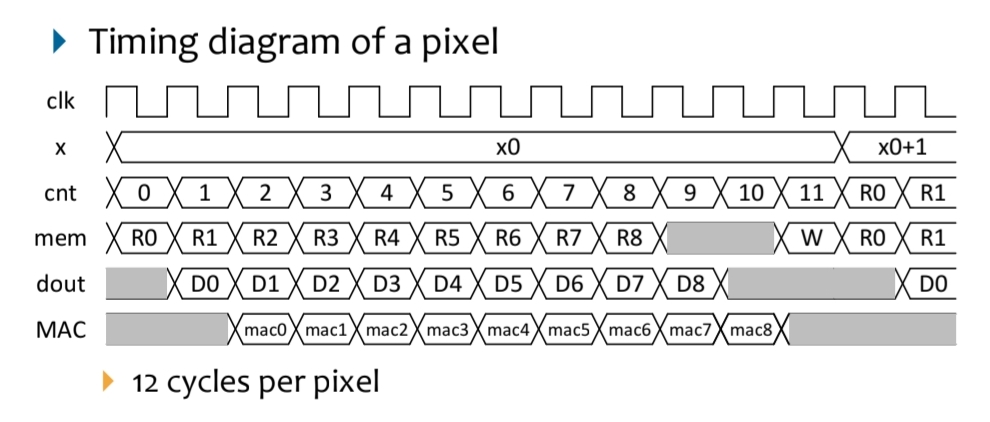 Timing diagram of a pixel
clk
x x0 x0+1
cnt 0 1 2 3 4 5 6 7 8 9 10 11 R0 R1
mem R0 R1 R2 R3 R4 R5 R6 R7 R8 W R0 R1
dout D0 D1 D2 D3 D4 D5 D6 D7 D8 D0
MAC mac0 mac1 mac2 mac3 mac4 mac5 mac6 mac7 mac8
12 cycles per pixel